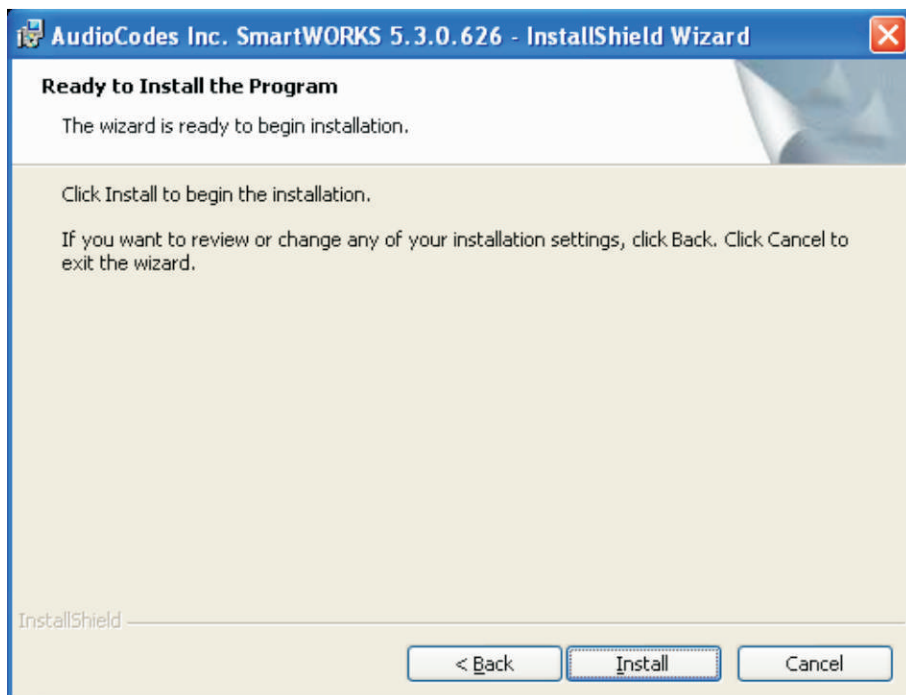 AudioCodes Inc. SmartWORKS 5.3.0.626 - InstallShield Wizard
Ready to Install the Program
The wizard is ready to begin installation.
Click Install to begin the installation.
If you want to review or change any of your installation settings, click Back. Click Cancel to
exit the wizard.
InstallShield
< Back Install Cancel